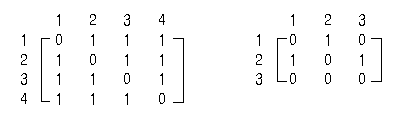 1 2 3 4
1 0 1 1 1
2 1 0 1 1
3 1 1 0 1
4 1 1 1 0
1 2 3
1 0 1 0
2 1 0 1
3 0 0 0